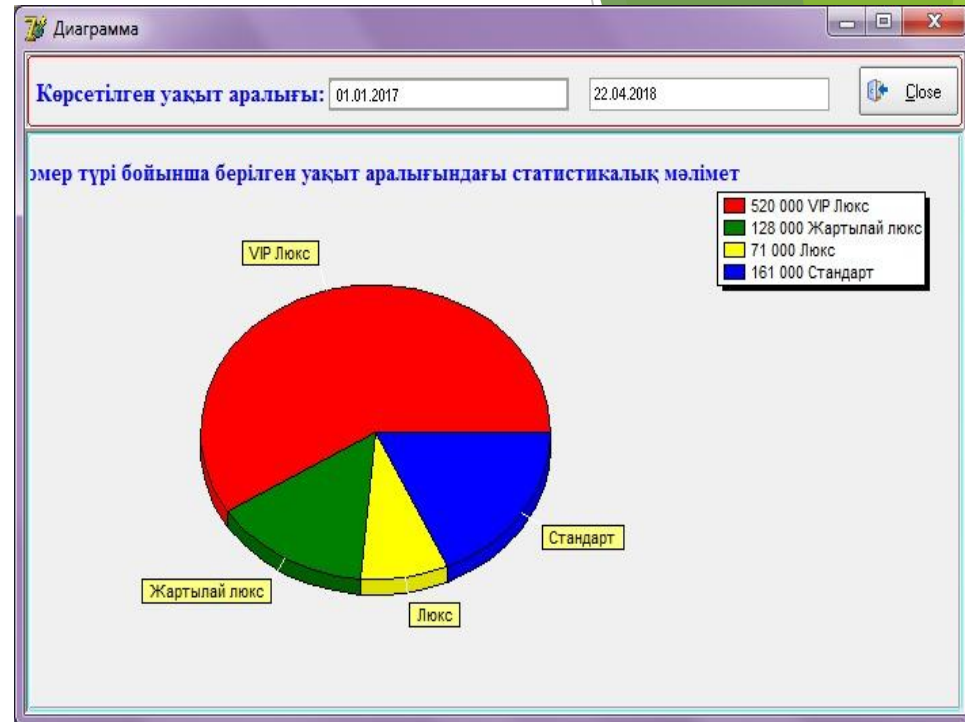 Диаграмма
Көрсетілген уақыт аралығы: 01.01.2017 22.04.2018 Close
омер түрі бойынша берілген уақыт аралығындағы статистикалық мәлімет
520 000 VIP Люкс
128 000 Жартылай люкс
71 000 Люкс
161 000 Стандарт
VIP Люкс
Стандарт
Жартылай люкс
Люкс